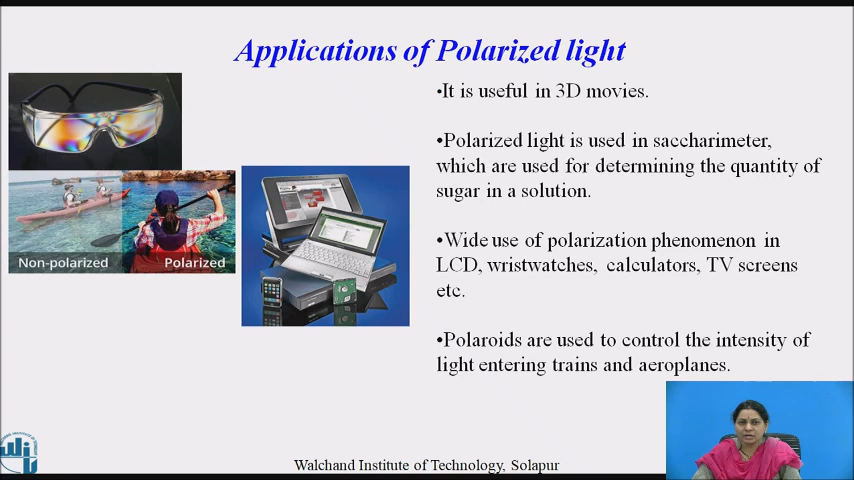 Applications of Polarized light
•It is useful in 3D movies.
•Polarized light is used in saccharimeter,
which are used for determining the quantity of
sugar in a solution.
•Wide use of polarization phenomenon in
LCD, wristwatches, calculators, TV screens
etc.
•Polaroids are used to control the intensity of
light entering trains and aeroplanes.
Non-polarized
Polarized
Walchand Institute of Technology, Solapur